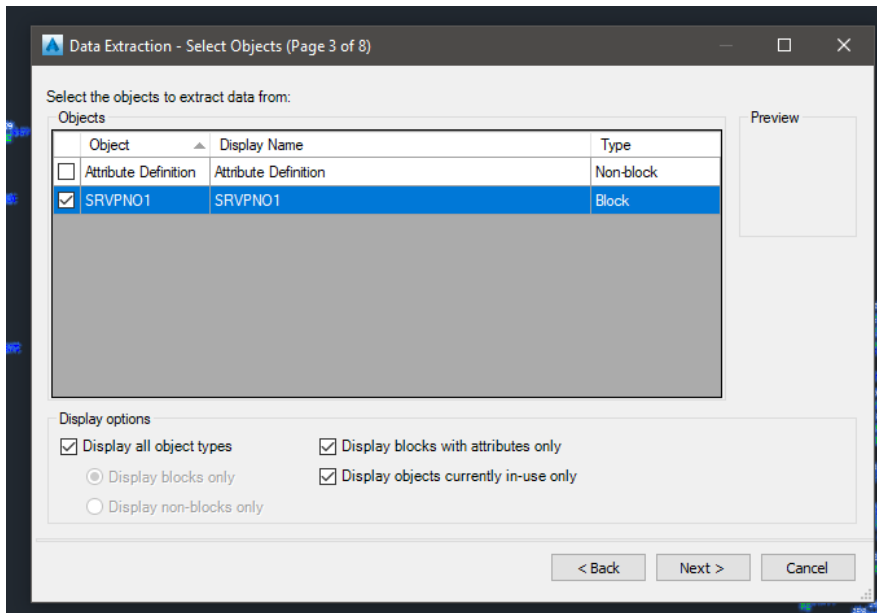 Data Extraction - Select Objects (Page 3 of 8)
Select the objects to extract data from:
Objects
Preview
Object Display Name Type
Attribute Definition Attribute Definition Non-block
SRVPNO1 SRVPNO1 Block
Display options
Display all object types
Display blocks with attributes only
Display blocks only
Display objects currently in-use only
Display non-blocks only
< Back Next > Cancel